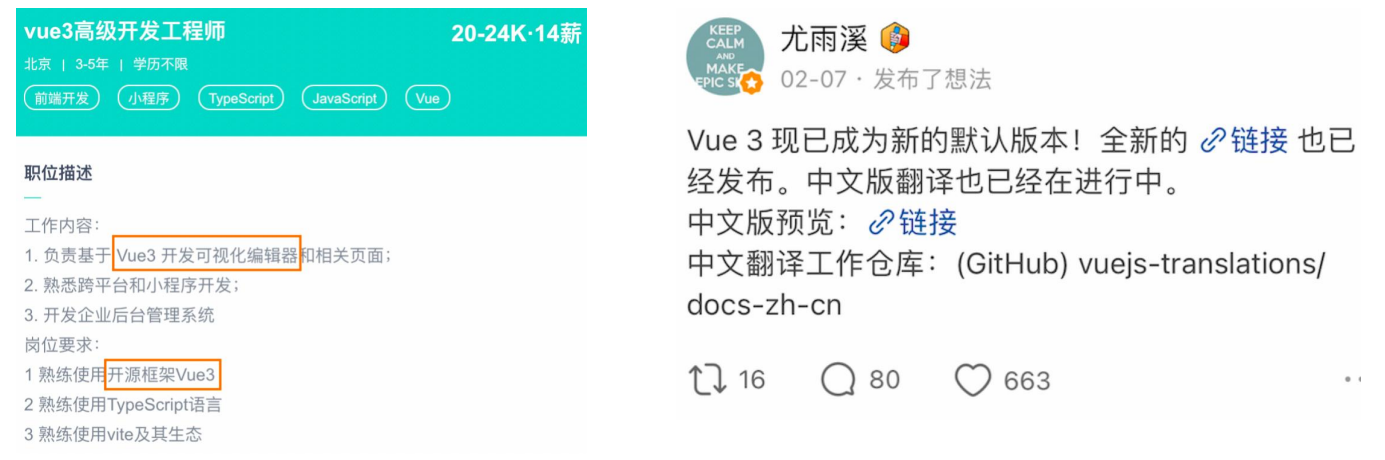 vue3高级开发工程师
20-24K·14薪
北京 | 3-5年 | 学历不限
前端开发 小程序 TypeScript JavaScript Vue
职位描述
工作内容：
1. 负责基于 Vue3 开发可视化编辑器和相关页面；
2. 熟悉跨平台和小程序开发；
3. 开发企业后台管理系统
岗位要求：
1 熟练使用开源框架Vue3
2 熟练使用TypeScript语言
3 熟练使用vite及其生态
KEEP
CALM
AND
MAKE
EPIC
尤雨溪
02-07 · 发布了想法
Vue 3 现已成为新的默认版本！全新的 链接 也已
经发布。中文版翻译也已经在进行中。
中文版预览：链接
中文翻译工作仓库：(GitHub) vuejs-translations/
docs-zh-cn
16 80 663